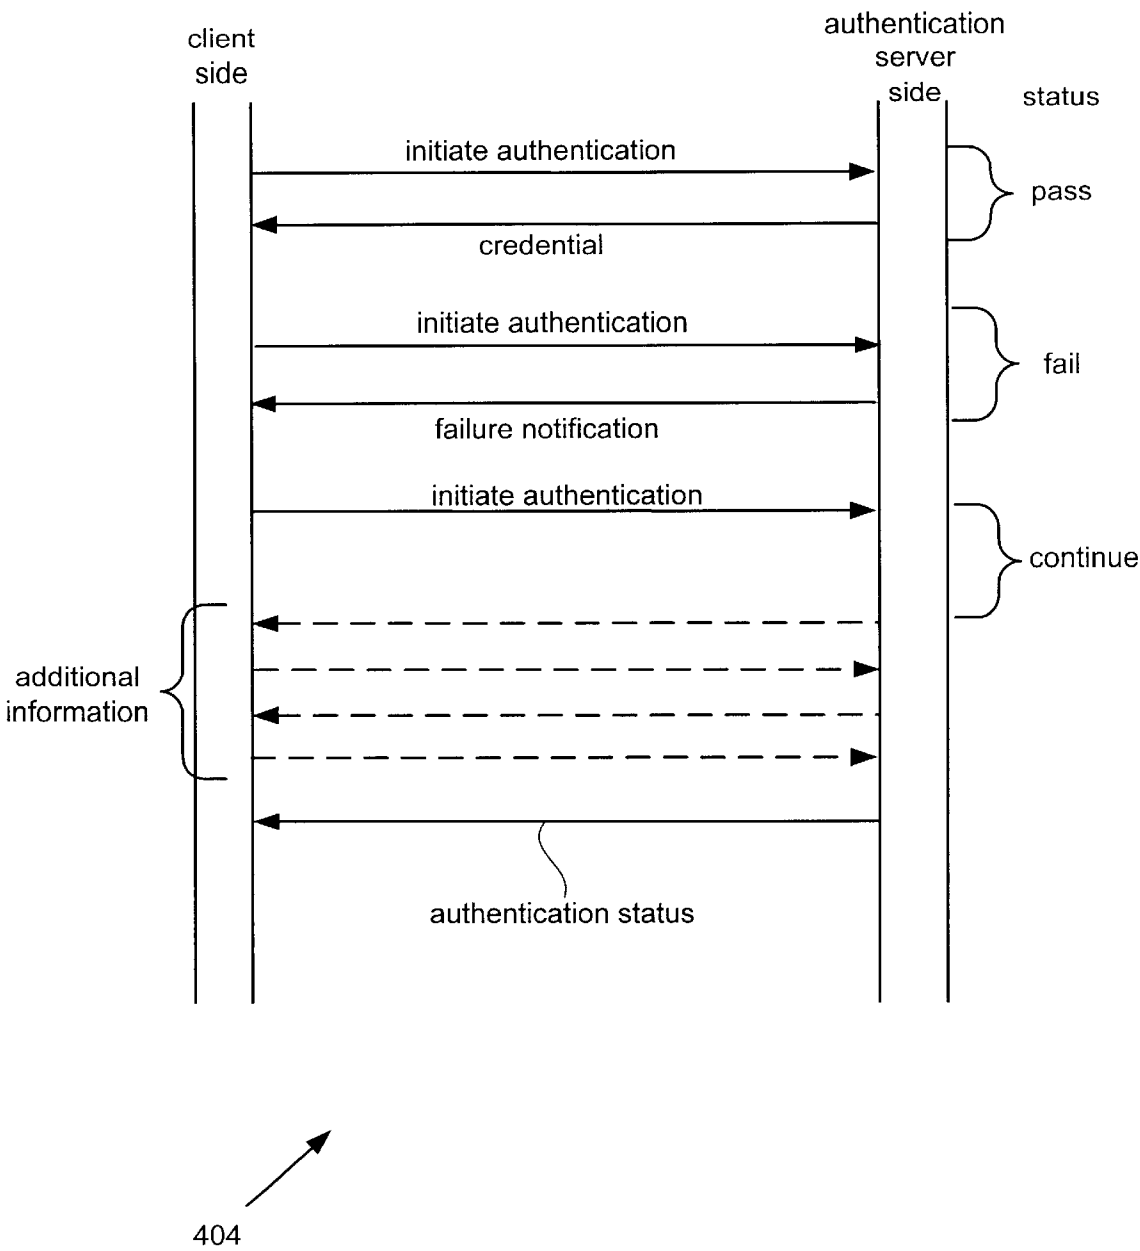 client
side
authentication
server
side
status
initiate authentication
pass
credential
initiate authentication
fail
failure notification
initiate authentication
continue
additional
information
authentication status
404